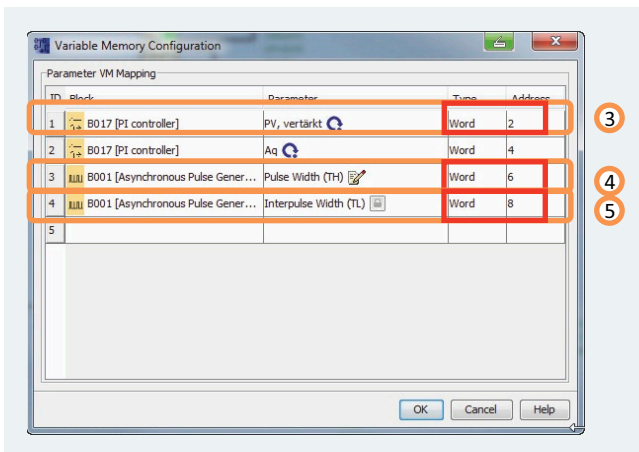 Variable Memory Configuration
Parameter VM Mapping
ID Block Parameter Type Address
1 B017 [PI controller] PV, vertärkt Word 2 3
2 B017 [PI controller] Aq Word 4
3 B001 [Asynchronous Pulse Gener... Pulse Width (TH) Word 6 4
4 B001 [Asynchronous Pulse Gener... Interpulse Width (TL) Word 8 5
5
OK Cancel Help